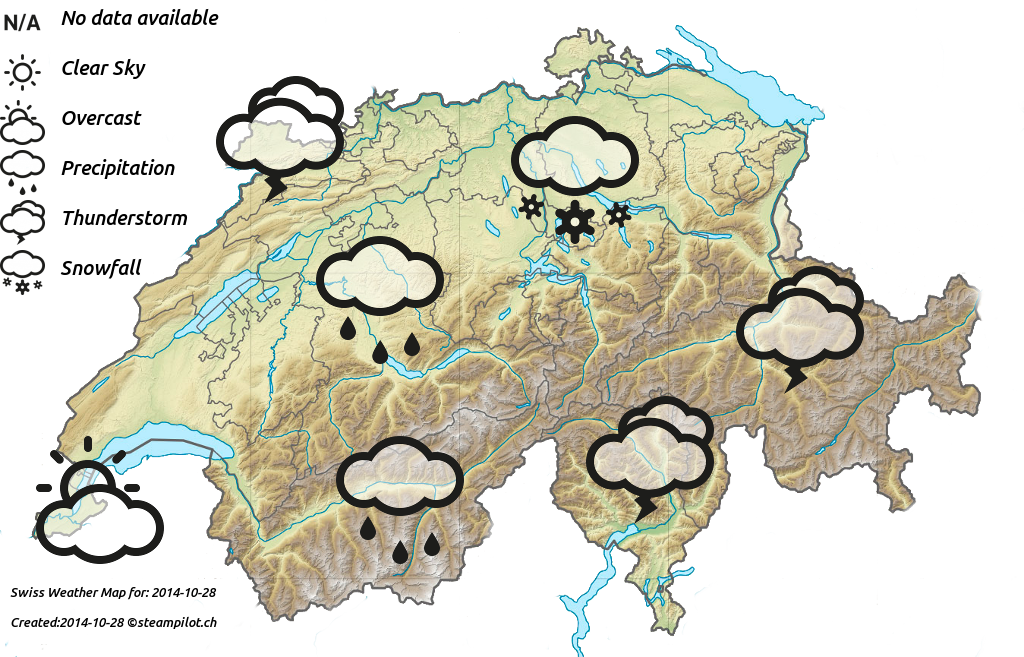 N/A No data available
Clear Sky
Overcast
Precipitation
Thunderstorm
Snowfall
Swiss Weather Map for: 2014-10-28
Created:2014-10-28 ©steampilot.ch